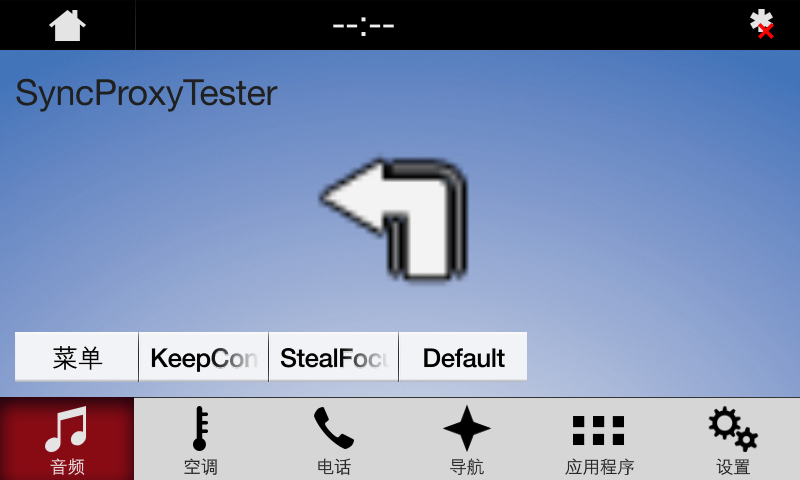 --:--
SyncProxyTester
菜单
KeepCon
StealFocu
Default
音频
空调
电话
导航
应用程序
设置